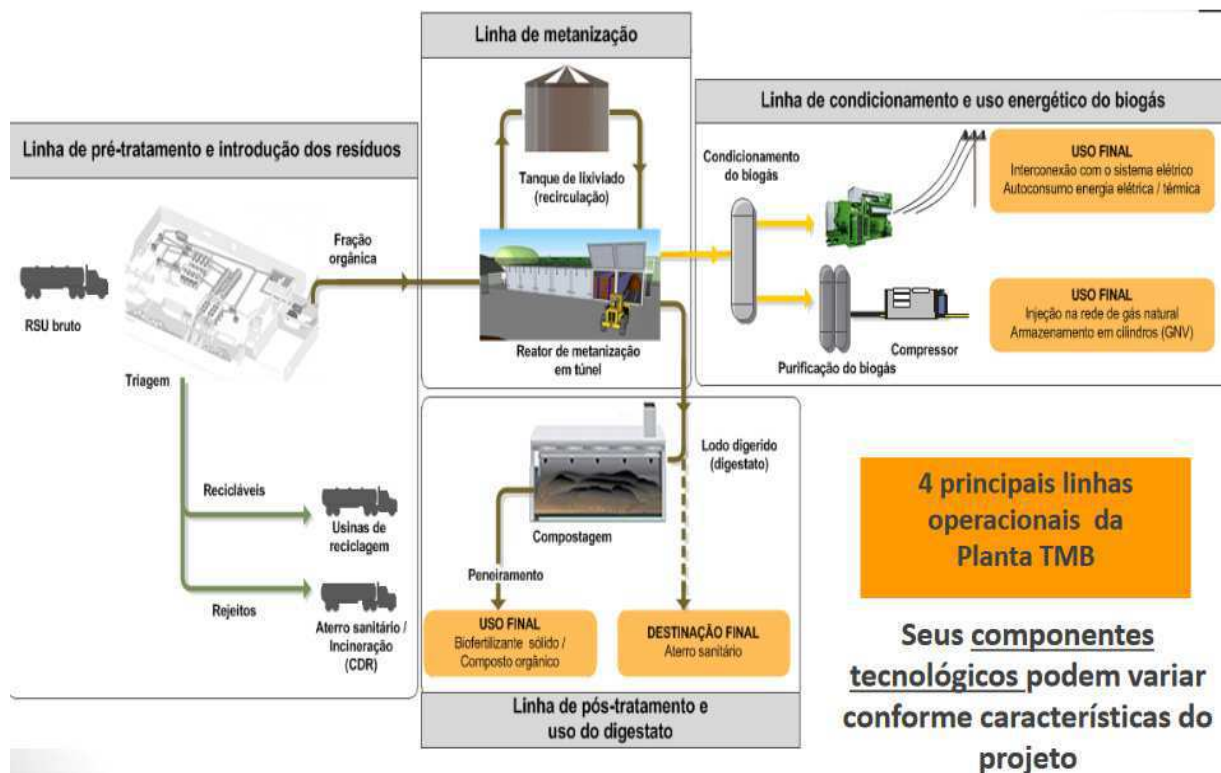 Linha de metanização
Tanque de lixiviado
(recirculação)
Reator de metanização
em túnel
Linha de pré-tratamento e introdução dos resíduos
RSU bruto
Triagem
Fração
orgânica
Recicláveis
Usinas de
reciclagem
Rejeitos
Aterro sanitário /
Incineração
(CDR)
Linha de condicionamento e uso energético do biogás
Condicionamento
do biogás
USO FINAL
Interconexão com o sistema elétrico
Autoconsumo energia elétrica / térmica
USO FINAL
Injeção na rede de gás natural
Armazenamento em cilindros (GNV)
Compressor
Purificação do biogás
Lodo digerido
(digestato)
Compostagem
Peneiramento
USO FINAL
Biofertilizante sólido /
Composto orgânico
DESTINAÇÃO FINAL
Aterro sanitário
Linha de pós-tratamento e
uso do digestato
4 principais linhas
operacionais da
Planta TMB
Seus componentes
tecnológicos podem variar
conforme características do
projeto